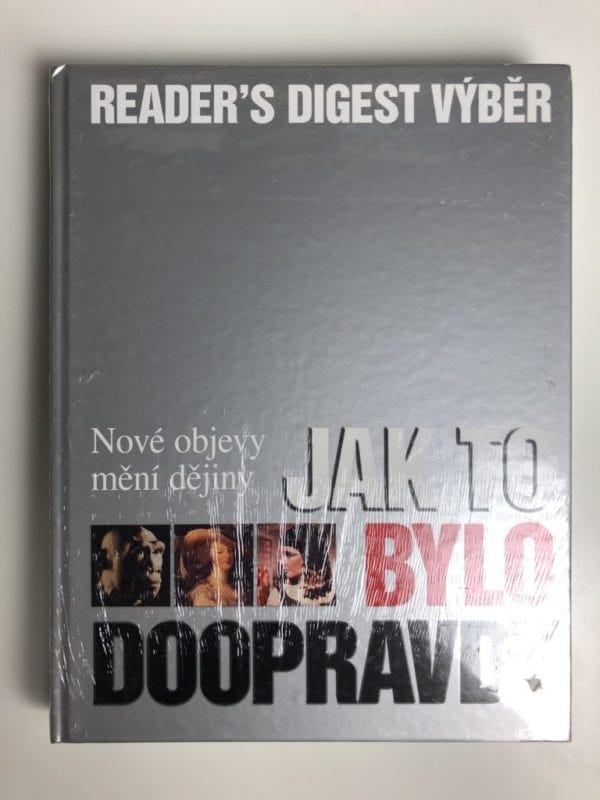 READER'S DIGEST VÝBĚR
Nové objevy
mění dějiny
JAK TO
BYLO
DOOPRAVDY